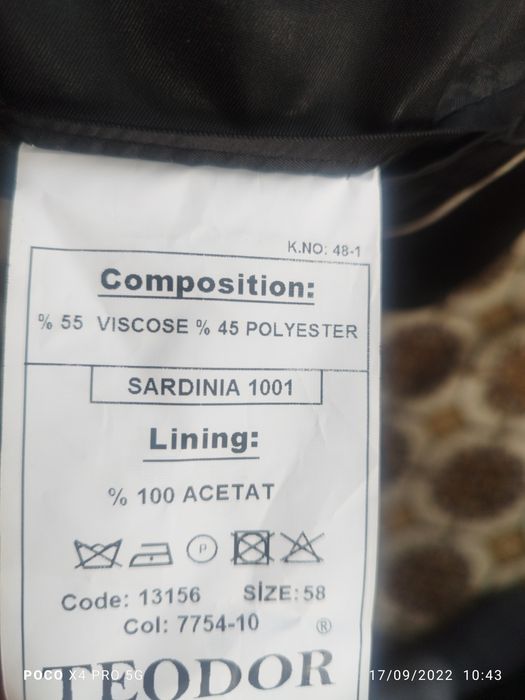 K.NO: 48-1
Composition:
% 55 VISCOSE % 45 POLYESTER
SARDINIA 1001
Lining:
% 100 ACETAT
P
Code: 13156 SİZE: 58
Col: 7754-10 ®
TEODOR
POCO X4 PRO 5G 17/09/2022 10:43